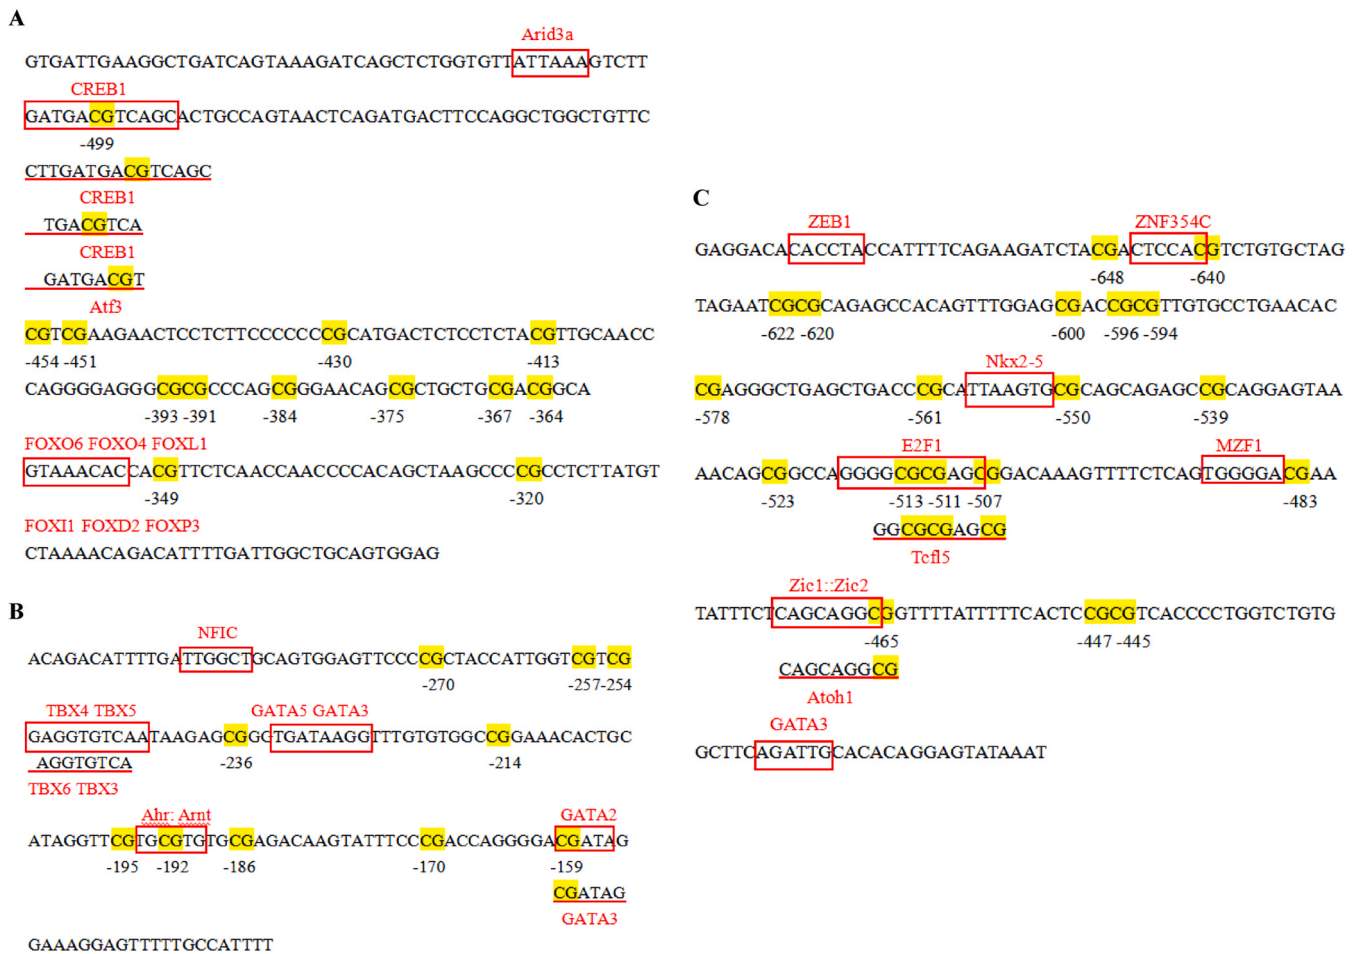 A
Arid3a
GTGATTGAAGGCTGATCAGTAAAGATCAGCTCTGGTGTTATTAAAGTCTT
CREB1
GATGACGTCAGCACTGCCAGTAACTCAGATGACTTCCAGGCTGGCTGTTC
-499
CTTGATGACGTCAGC
CREB1
TGACGTCA
CREB1
GATGACGT
Atf3
CGTCGAAGAACTCCTCTTCCCCCCCGCATGACTCTCCTCTACGTTGCAACC
-454 -451 -430 -413
CAGGGGAGGGCGCGCCCAGCGGGAACAGCGCTGCTGCGACGGCA
-393 -391 -384 -375 -367 -364
FOXO6 FOXO4 FOXL1
GTAAACACCACGTTCTCAACCAACCCCACAGCTAAGCCCCGCCTCTTATGT
-349 -320
FOXI1 FOXD2 FOXP3
CTAAAACAGACATTTTGATTGGCTGCAGTGGAG
B
NFIC
ACAGACATTTTGATTGGCTGCAGTGGAGTTCCCCGCTACCATTGGTCGTCG
-270 -257 -254
TBX4 TBX5 GATA5 GATA3
GAGGTGTCAATAAGAGCGGGTGATAAGGTTTGTGTGGCCGGAAACACTGC
AGGTGTCA -236 -214
TBX6 TBX3
Ahr: Arnt GATA2
ATAGGTTCGTGCGTGTGCGAGACAAGTATTTCCCGACCAGGGGACGATAG
-195 -192 -186 -170 -159
CGATAG
GATA3
GAAAGGAGTTTTTGCCATTTT
C
ZEB1 ZNF354C
GAGGACACACCTACCATTTTCAGAAGATCTACGACTCCACGTCTGTGCTAG
-648 -640
TAGAATCGCGCAGAGCCACAGTTTGGAGCGACCGCGTTGTGCCTGAACAC
-622 -620 -600 -596 -594
Nkx2-5
CGAGGGCTGAGCTGACCCGCATTAAGTGCGCAGCAGAGCCGCAGGAGTAA
-578 -561 -550 -539
E2F1 MZF1
AACAGCGGCCAGGGGCGCGAGCGGACAAAGTTTTCTCAGTGGGGACGAA
-523 -513 -511 -507 -483
GGCGCGAGCG
Tcfl5
Zic1::Zic2
TATTTCTCAGCAGGCGGTTTTATTTTTCACTCCGCGTCACCCCTGGTCTGTG
-465 -447 -445
CAGCAGGCG
Atoh1
GATA3
GCTTCAGATTGCACACAGGAGTATAAAT